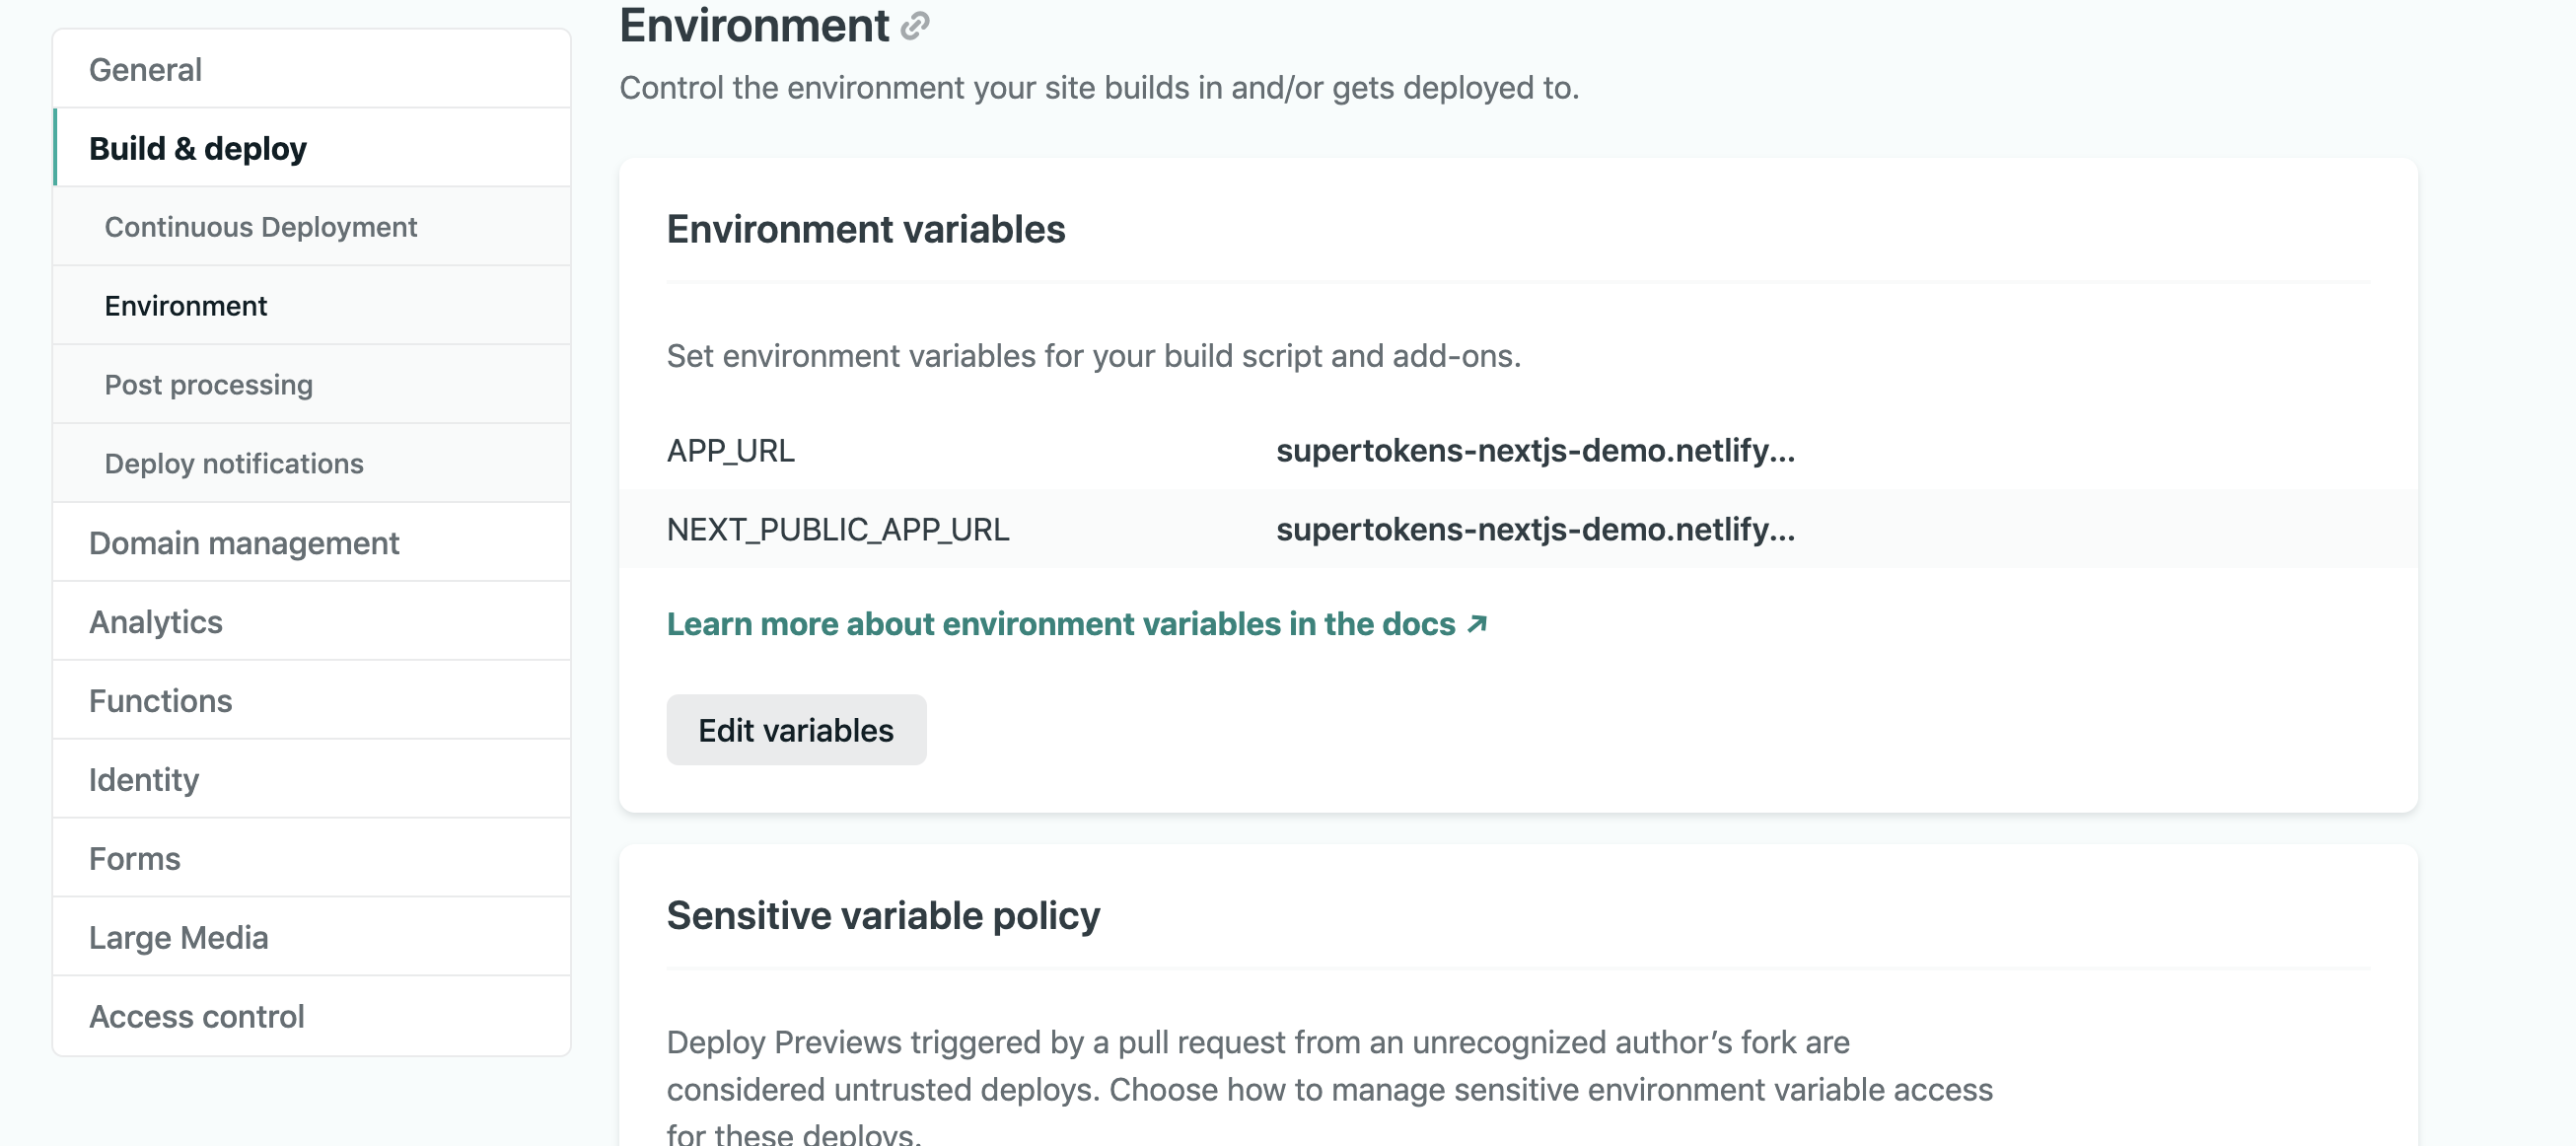 General
Build & deploy
Continuous Deployment
Environment
Post processing
Deploy notifications
Domain management
Analytics
Functions
Identity
Forms
Large Media
Access control
Environment
Control the environment your site builds in and/or gets deployed to.
Environment variables
Set environment variables for your build script and add-ons.
APP_URL supertokens-nextjs-demo.netlify...
NEXT_PUBLIC_APP_URL supertokens-nextjs-demo.netlify...
Learn more about environment variables in the docs ↗
Edit variables
Sensitive variable policy
Deploy Previews triggered by a pull request from an unrecognized author’s fork are
considered untrusted deploys. Choose how to manage sensitive environment variable access
for these deploys.